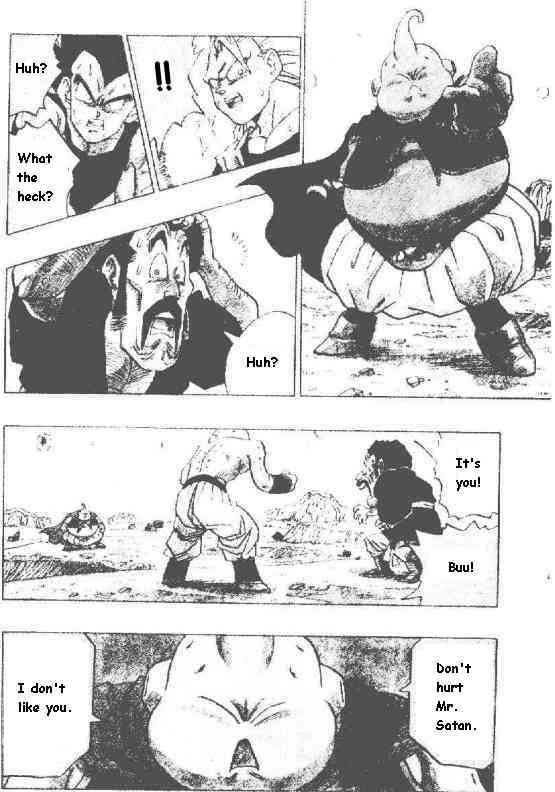 !!
Huh?
What
the
heck?
Huh?
It's
you!
Buu!
Don't
hurt
Mr.
Satan.
I don't
like you.